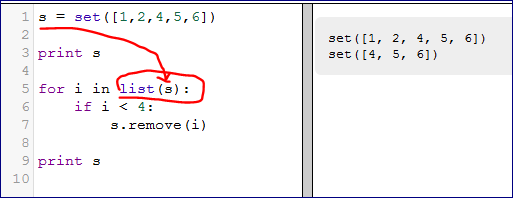 1 s = set([1,2,4,5,6])
2
3 print s
4
5 for i in list(s):
6     if i < 4:
7         s.remove(i)
8
9 print s
10
set([1, 2, 4, 5, 6])
set([4, 5, 6])